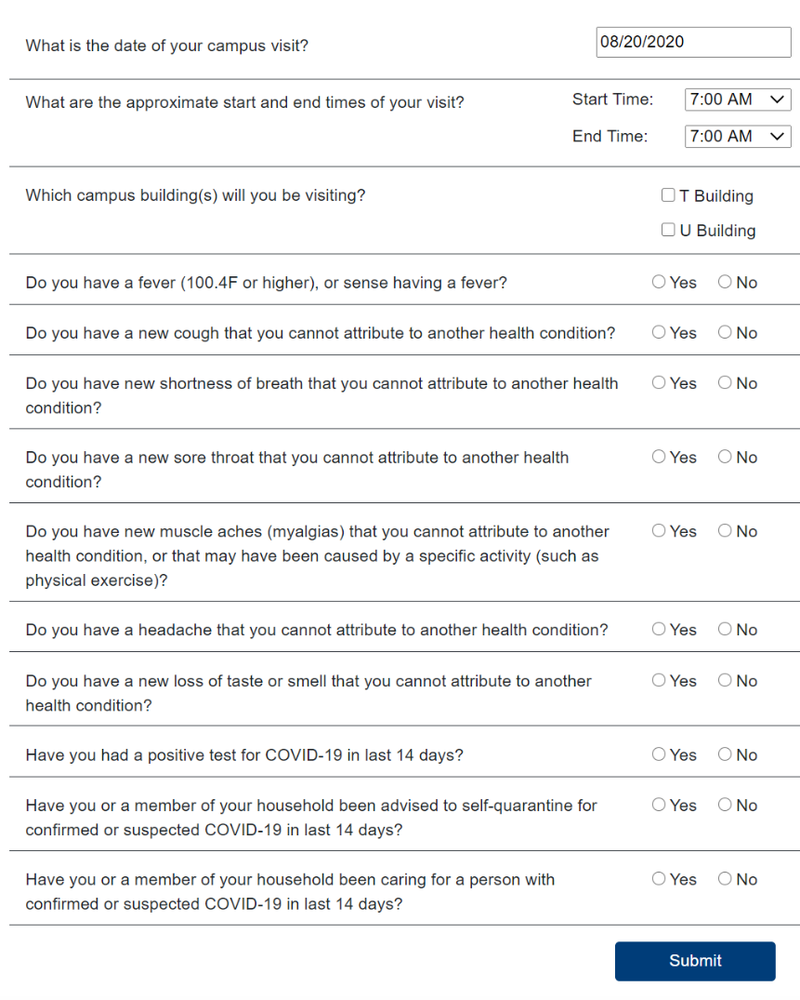 What is the date of your campus visit? 08/20/2020
What are the approximate start and end times of your visit? Start Time: 7:00 AM
End Time: 7:00 AM
Which campus building(s) will you be visiting? T Building
U Building
Do you have a fever (100.4F or higher), or sense having a fever? Yes No
Do you have a new cough that you cannot attribute to another health condition? Yes No
Do you have new shortness of breath that you cannot attribute to another health Yes No
condition?
Do you have a new sore throat that you cannot attribute to another health Yes No
condition?
Do you have new muscle aches (myalgias) that you cannot attribute to another Yes No
health condition, or that may have been caused by a specific activity (such as
physical exercise)?
Do you have a headache that you cannot attribute to another health condition? Yes No
Do you have a new loss of taste or smell that you cannot attribute to another Yes No
health condition?
Have you had a positive test for COVID-19 in last 14 days? Yes No
Have you or a member of your household been advised to self-quarantine for Yes No
confirmed or suspected COVID-19 in last 14 days?
Have you or a member of your household been caring for a person with Yes No
confirmed or suspected COVID-19 in last 14 days?
Submit